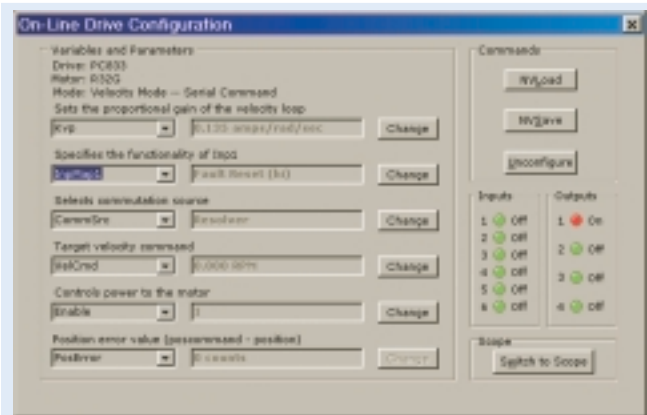 On-Line Drive Configuration
Variables and Parameters
Drive: PC833
Motor: R32G
Mode: Velocity Mode -- Serial Command
Sets the proportional gain of the velocity loop
Kvp
0.135 amps/rad/sec
Change
Specifies the functionality of Inp1
InpMap1
Fault Reset (hi)
Change
Selects commutation source
CommSrc
Resolver
Change
Target velocity command
VelCmd
0.000 RPM
Change
Controls power to the motor
Enable
1
Change
Position error value (poscommand - position)
PosError
0 counts
Change
Commands
NVLoad
NVSave
Unconfigure
Inputs
1 Off
2 Off
3 Off
4 Off
5 Off
6 Off
Outputs
1 On
2 Off
3 Off
4 Off
Scope
Switch to Scope